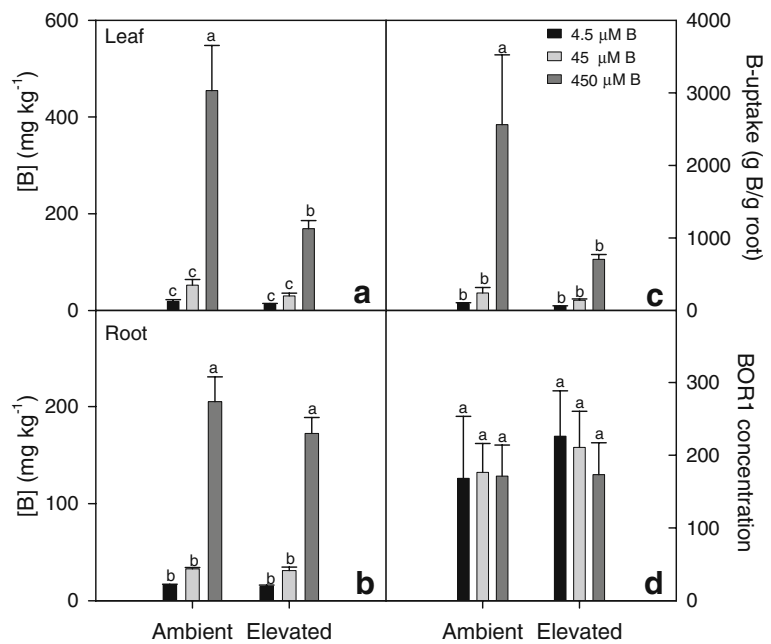 600
400
200
0
[B] (mg kg-1)
Leaf
c
c
a
c
c
b
a
4.5 μM B
45 μM B
450 μM B
b
b
a
b
b
b
c
4000
3000
2000
1000
0
B-uptake (g B/g root)
200
100
0
[B] (mg kg-1)
Root
b
b
a
b
b
a
b
a
a
a
a
a
a
d
300
200
100
0
BOR1 concentration
Ambient Elevated
Ambient Elevated